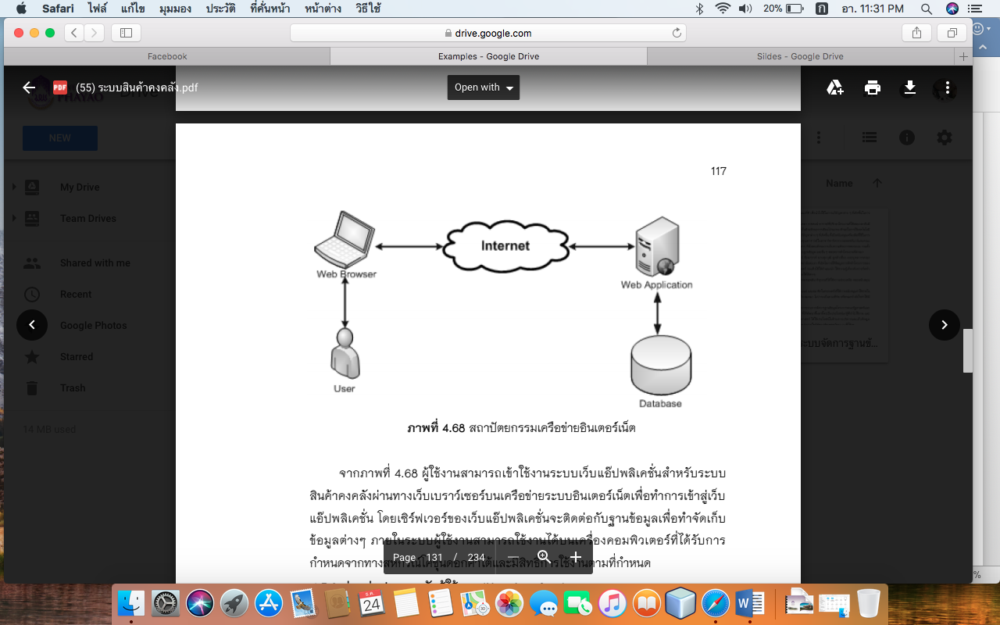 Safari ไฟล์ แก้ไข มุมมอง ประวัติ ที่คั่นหน้า หน้าต่าง วิธีใช้ 20% ก อา. 11:31 PM
drive.google.com
Facebook Examples - Google Drive Sildes - Google Drive
PDF (55) ระบบสินค้าคงคลัง.pdf Open with
NEW
My Drive
Team Drives
Shared with me
Recent
Google Photos
Starred
Trash
14 MB used
Name
117
Internet
Web Browser
Web Application
User
Database
ภาพที่ 4.68 สถาปัตยกรรมเครือข่ายอินเตอร์เน็ต
จากภาพที่ 4.68 ผู้ใช้งานสามารถเข้าใช้งานระบบเว็บแอ๊ปพลิเคชั่นสำหรับระบบ
สินค้าคงคลังผ่านทางเว็บเบราว์เซอร์บนเครือข่ายระบบอินเตอร์เน็ตเพื่อทำการเข้าสู่เว็บ
แอ๊ปพลิเคชั่น โดยเซิร์ฟเวอร์ของเว็บแอ๊ปพลิเคชั่นจะติดต่อกับฐานข้อมูลเพื่อทำจัดเก็บ
ข้อมูลต่างๆ ภายในระบบผู้ใช้งานสามารถใช้งานได้บนเครื่องคอมพิวเตอร์ที่ได้รับการ
กำหนดจากทางสหกรณ์โคขุนดอกคำใต้และมีสิทธิ์การใช้งานตามที่กำหนด
Page 131 / 234
ระบบจัดการฐานข้...
24